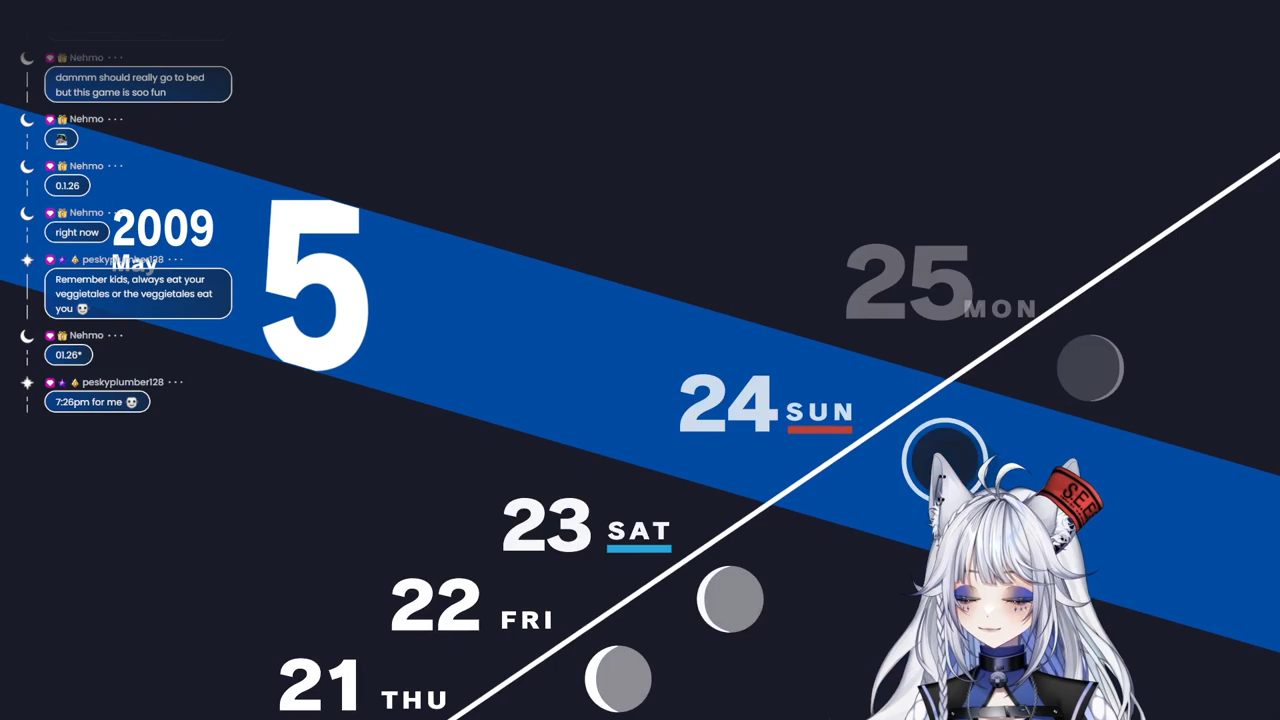 Nehmo
dammm should really go to bed
but this game is soo fun
Nehmo
Nehmo
0.1.26
Nehmo
right now
peskyplumber128
Remember kids, always eat your
veggietales or the veggietales eat
you
Nehmo
01.26*
peskyplumber128
7:26pm for me
2009
May
5
25 MON
24 SUN
23 SAT
22 FRI
21 THU
S.E.E